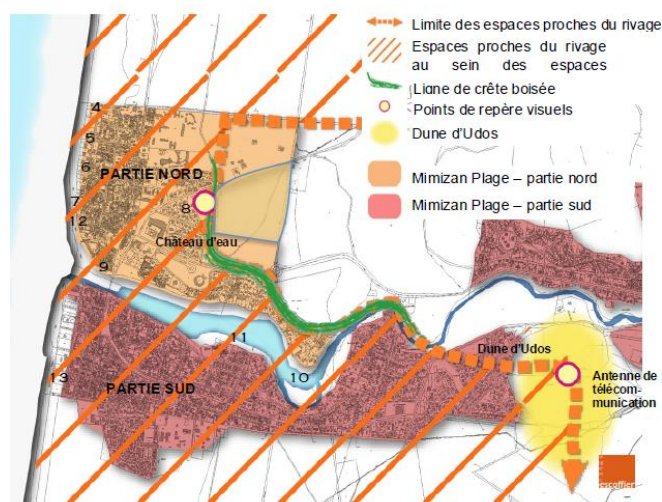 Limite des espaces proches du rivage
Espaces proches du rivage
au sein des espaces
Ligne de crête boisée
Points de repère visuels
Dune d'Udos
Mimizan Plage – partie nord
Mimizan Plage – partie sud
4
5
6
PARTIE NORD
7
8
12
Château d'eau
9
11
10
13
PARTIE SUD
Dune d'Udos
Antenne de
télécom-
munication
escoffier